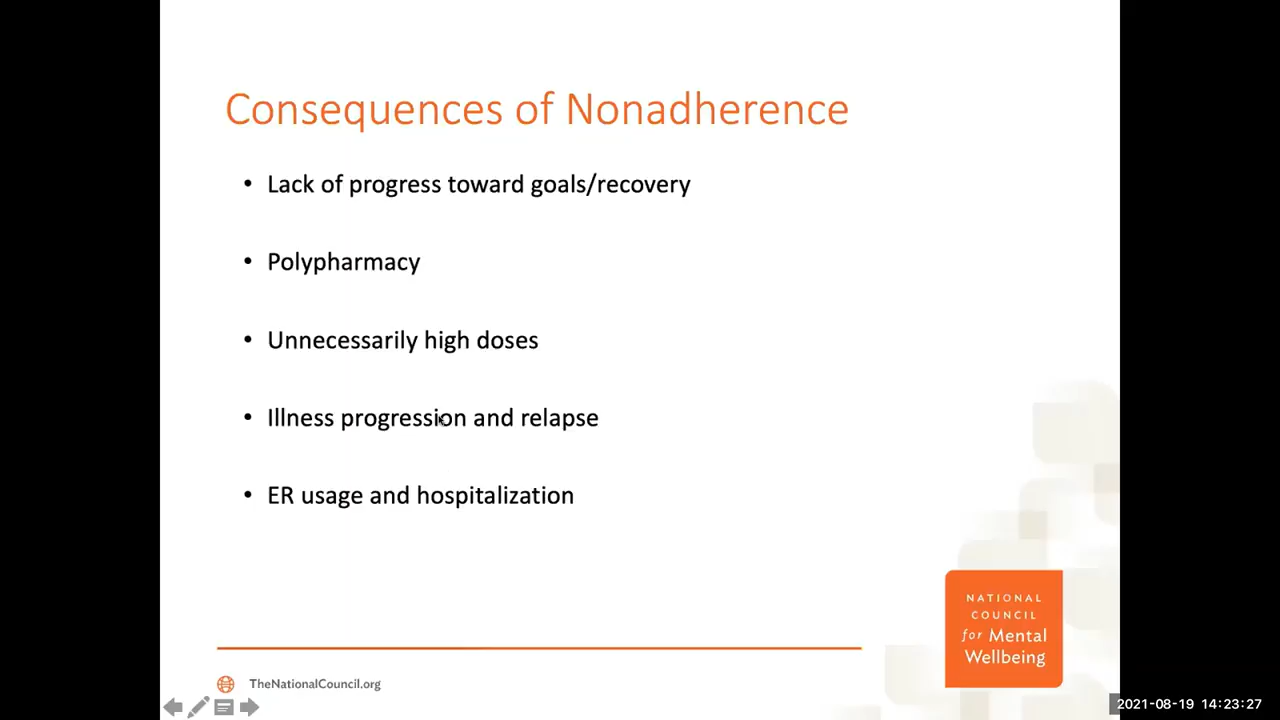 Consequences of Nonadherence
• Lack of progress toward goals/recovery
• Polypharmacy
• Unnecessarily high doses
• Illness progression and relapse
• ER usage and hospitalization
NATIONAL
COUNCIL
for Mental
Wellbeing
TheNationalCouncil.org
2021-08-19 14:23:27